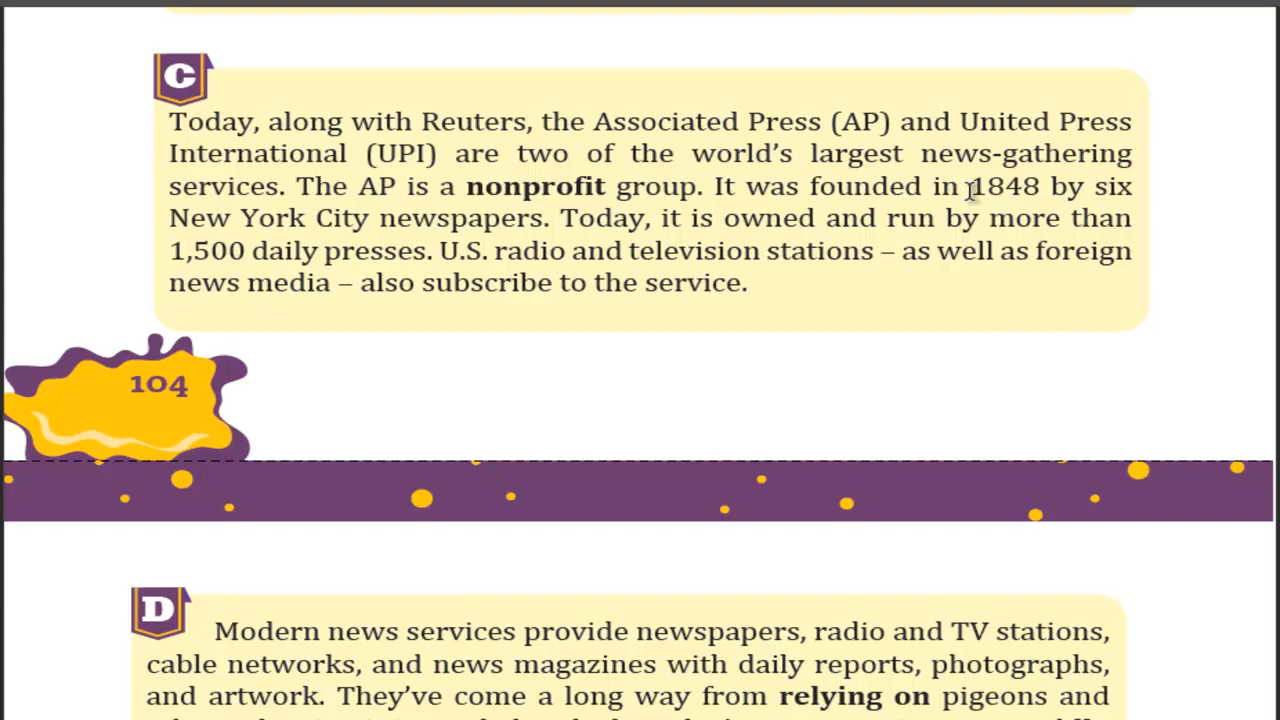 C
Today, along with Reuters, the Associated Press (AP) and United Press
International (UPI) are two of the world's largest news-gathering
services. The AP is a nonprofit group. It was founded in 1848 by six
New York City newspapers. Today, it is owned and run by more than
1,500 daily presses. U.S. radio and television stations – as well as foreign
news media – also subscribe to the service.
104
D
Modern news services provide newspapers, radio and TV stations,
cable networks, and news magazines with daily reports, photographs,
and artwork. They've come a long way from relying on pigeons and